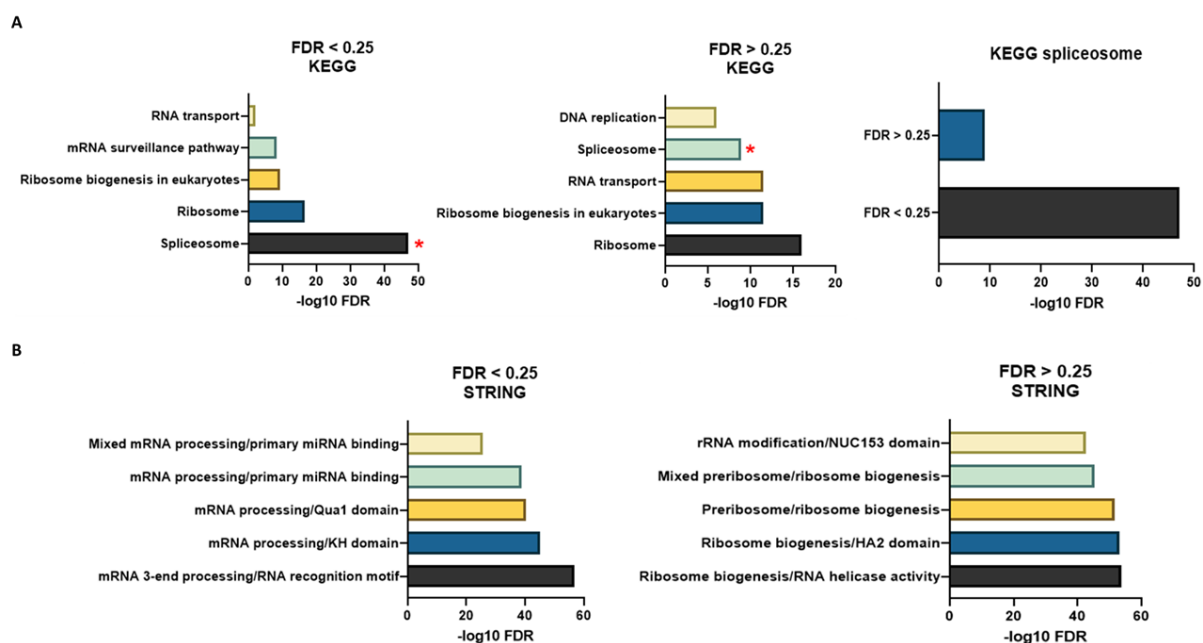 A
FDR < 0.25
KEGG
RNA transport
mRNA surveillance pathway
Ribosome biogenesis in eukaryotes
Ribosome
Spliceosome
*
0 10 20 30 40 50
-log10 FDR
FDR > 0.25
KEGG
DNA replication
Spliceosome
*
RNA transport
Ribosome biogenesis in eukaryotes
Ribosome
0 5 10 15 20
-log10 FDR
KEGG spliceosome
FDR > 0.25
FDR < 0.25
0 10 20 30 40 50
-log10 FDR
B
FDR < 0.25
STRING
Mixed mRNA processing/primary miRNA binding
mRNA processing/primary miRNA binding
mRNA processing/Qua1 domain
mRNA processing/KH domain
mRNA 3-end processing/RNA recognition motif
0 20 40 60
-log10 FDR
FDR > 0.25
STRING
rRNA modification/NUC153 domain
Mixed preribosome/ribosome biogenesis
Preribosome/ribosome biogenesis
Ribosome biogenesis/HA2 domain
Ribosome biogenesis/RNA helicase activity
0 20 40 60
-log10 FDR